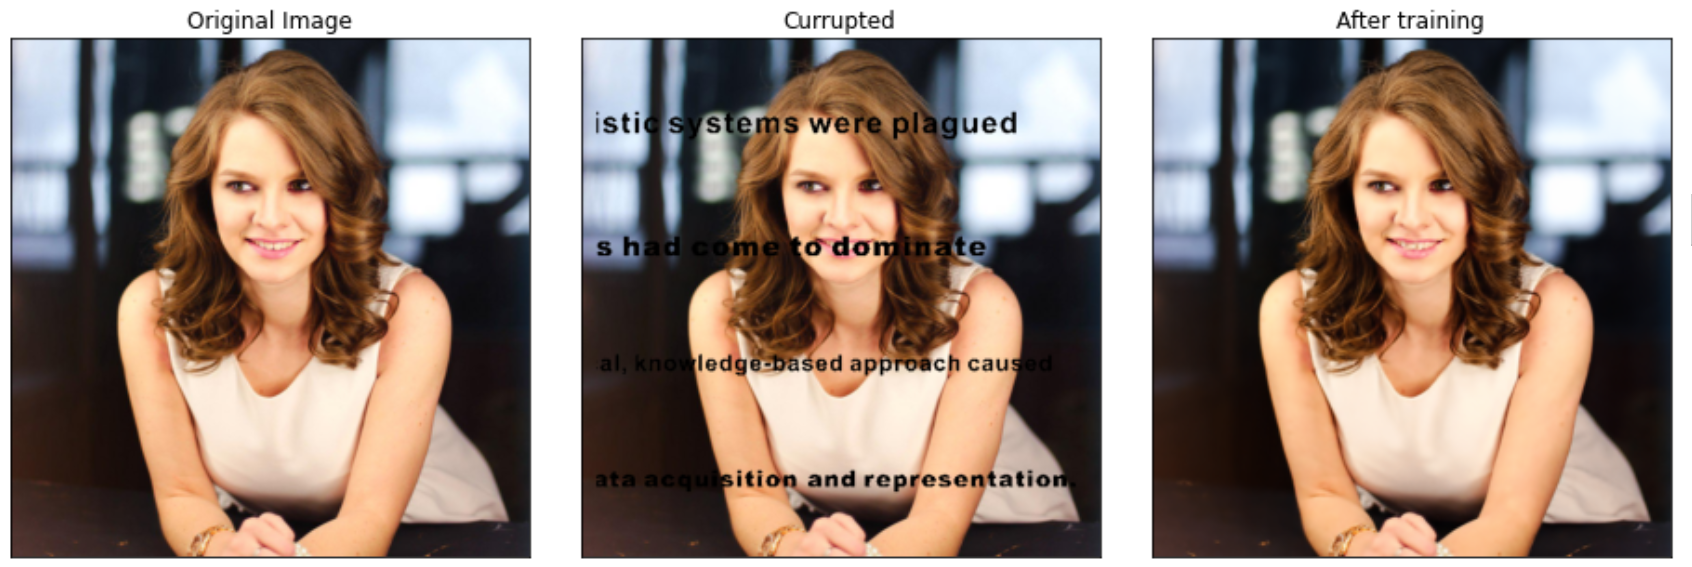 Original Image
Currupted
After training
istic systems were plagued
s had come to dominate
al, knowledge-based approach caused
ata acquisition and representation.